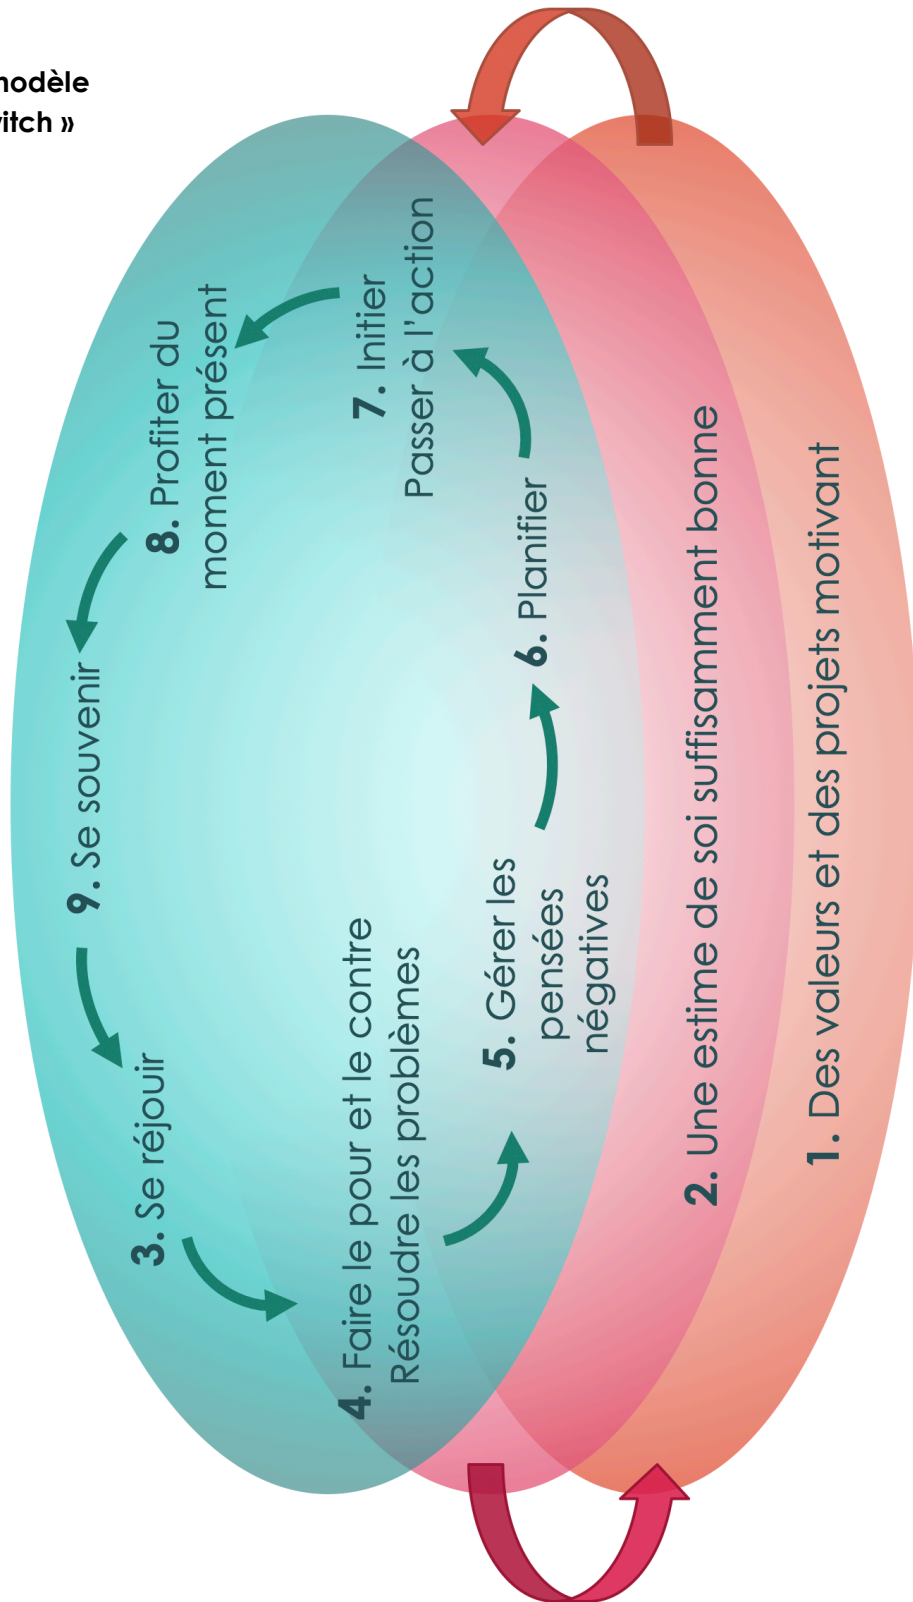 modèle
witch »
1. Des valeurs et des projets motivant
2. Une estime de soi suffisamment bonne
3. Se réjouir
4. Faire le pour et le contre
Résoudre les problèmes
5. Gérer les
pensées
négatives
6. Planifier
7. Initier
Passer à l'action
8. Profiter du
moment présent
9. Se souvenir